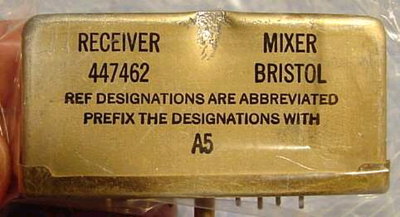 RECEIVER MIXER
447462 BRISTOL
REF DESIGNATIONS ARE ABBREVIATED
PREFIX THE DESIGNATIONS WITH
A5